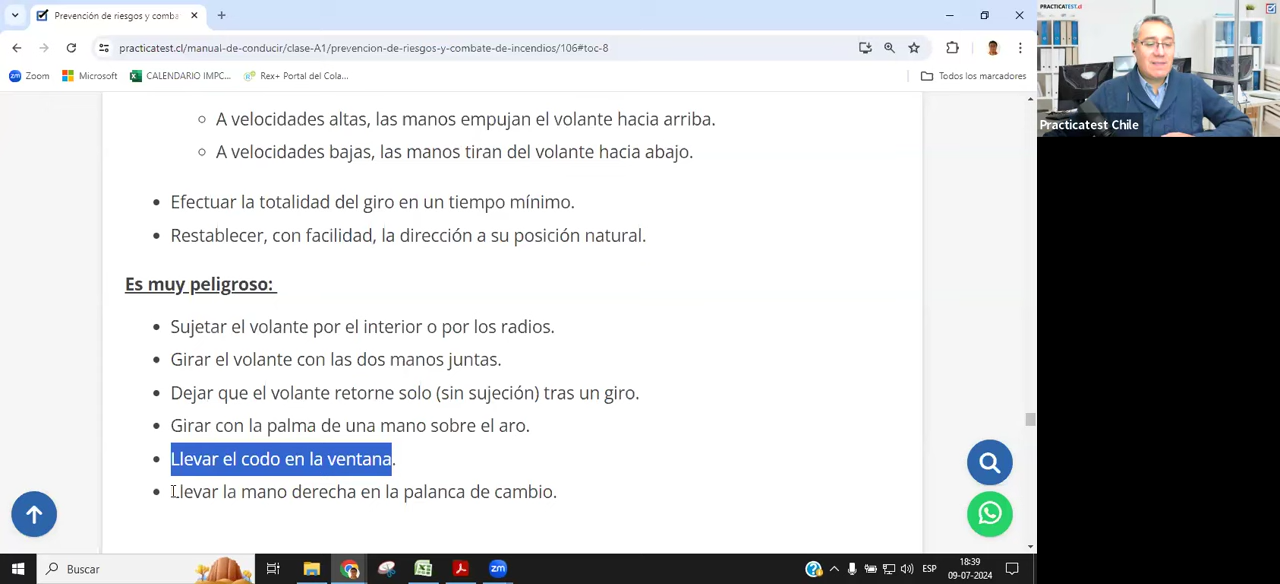 Prevención de riesgos y comba
practicatest.cl/manual-de-conducir/clase-A1/prevencion-de-riesgos-y-combate-de-incendios/106#toc-8
zm Zoom
Microsoft
CALENDARIO IMPC...
Rex+ Portal del Cola...
Todos los marcadores
A velocidades altas, las manos empujan el volante hacia arriba.
A velocidades bajas, las manos tiran del volante hacia abajo.
Efectuar la totalidad del giro en un tiempo mínimo.
Restablecer, con facilidad, la dirección a su posición natural.
Es muy peligroso:
Sujetar el volante por el interior o por los radios.
Girar el volante con las dos manos juntas.
Dejar que el volante retorne solo (sin sujeción) tras un giro.
Girar con la palma de una mano sobre el aro.
Llevar el codo en la ventana.
Llevar la mano derecha en la palanca de cambio.
PRACTICATEST.cl
Practicatest Chile
Buscar
zm
ESP
18:39
09-07-2024